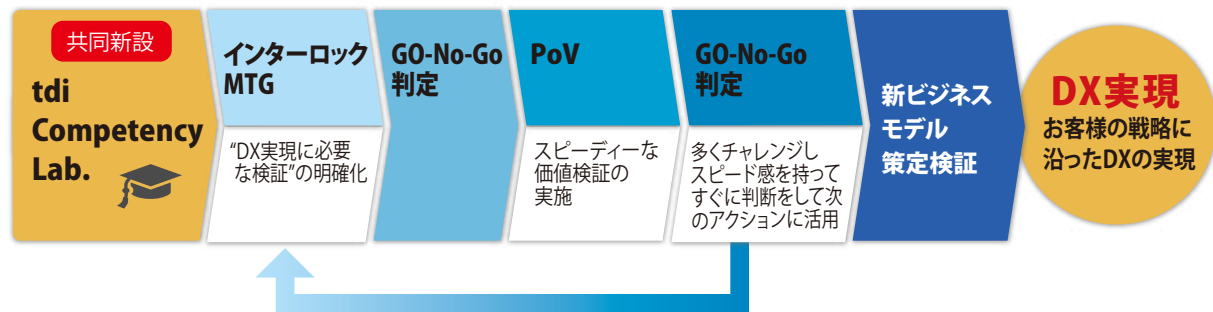 共同新設
tdi
Competency
Lab.
インターロック
MTG
“DX実現に必要
な検証”の明確化
GO-No-Go
判定
PoV
スピーディーな
価値検証の
実施
GO-No-Go
判定
多くチャレンジし
スピード感を持って
すぐに判断をして次
のアクションに活用
新ビジネス
モデル
策定検証
DX実現
お客様の戦略に
沿ったDXの実現